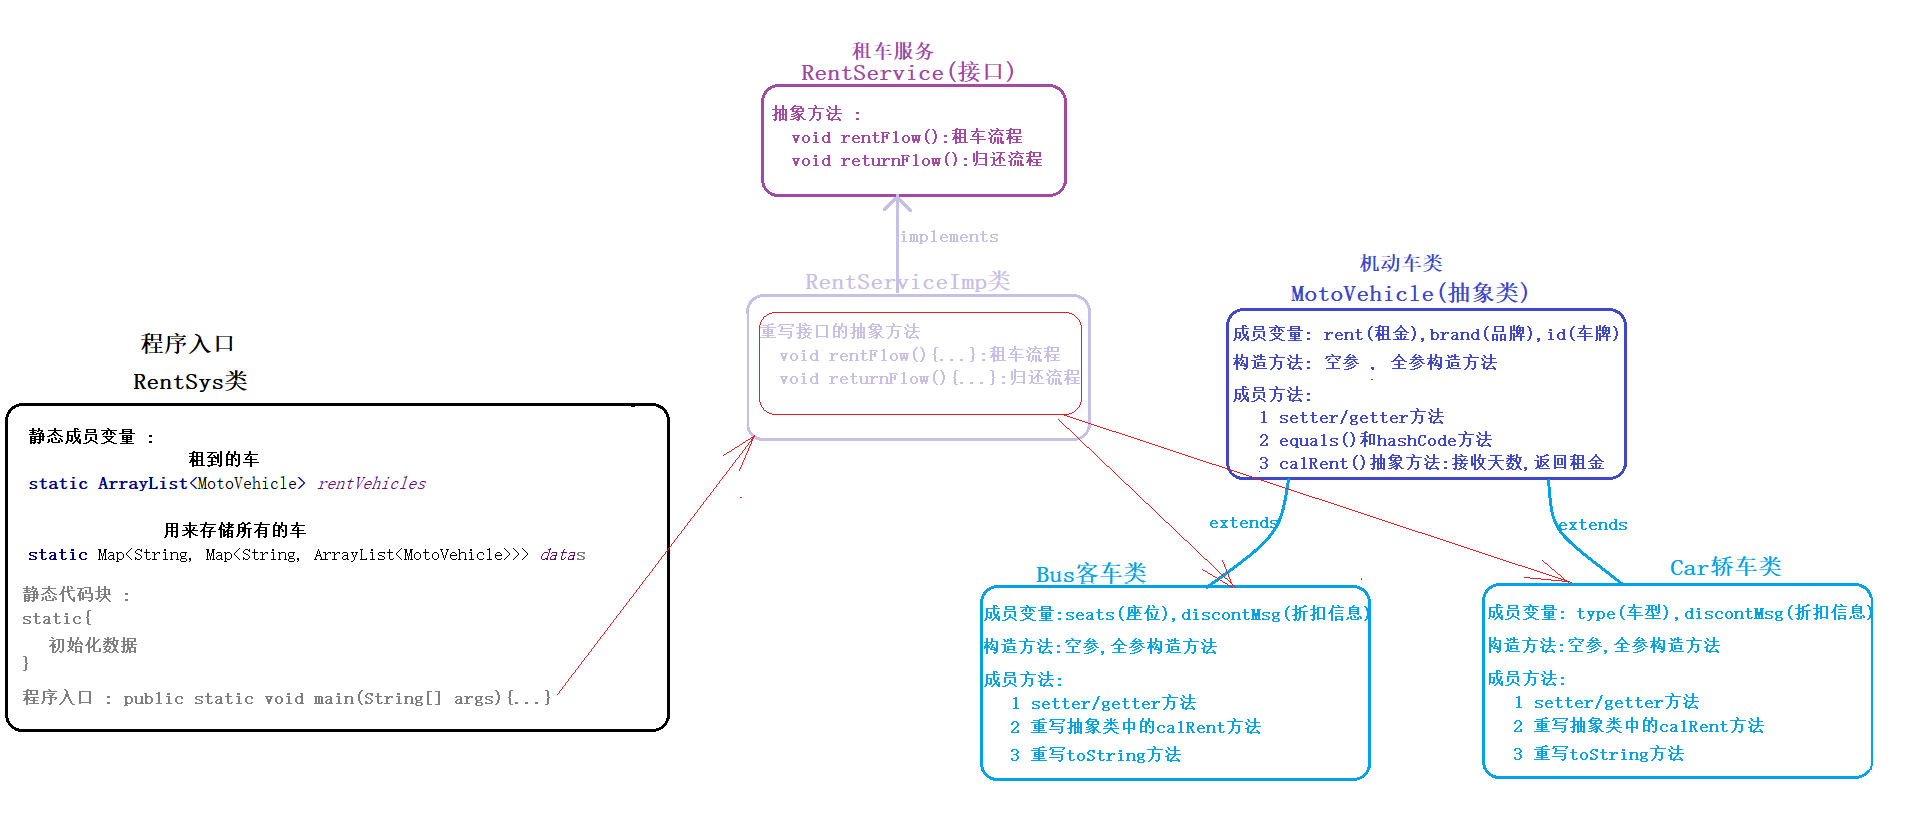 租车服务
RentService(接口)
抽象方法 :
void rentFlow():租车流程
void returnFlow():归还流程
implements
RentServiceImp类
重写接口的抽象方法
void rentFlow(){...}:租车流程
void returnFlow(){...}:归还流程
机动车类
MotoVehicle(抽象类)
成员变量: rent(租金),brand(品牌),id(车牌)
构造方法: 空参 , 全参构造方法
成员方法:
1 setter/getter方法
2 equals()和hashCode方法
3 calRent()抽象方法:接收天数,返回租金
extends
extends
程序入口
RentSys类
静态成员变量 :
租到的车
static ArrayList<MotoVehicle> rentVehicles
用来存储所有的车
static Map<String, Map<String, ArrayList<MotoVehicle>>> datas
静态代码块 :
static{
初始化数据
}
程序入口 : public static void main(String[] args){...}
Bus客车类
成员变量:seats(座位),discontMsg(折扣信息)
构造方法:空参,全参构造方法
成员方法:
1 setter/getter方法
2 重写抽象类中的calRent方法
3 重写toString方法
Car轿车类
成员变量: type(车型),discontMsg(折扣信息)
构造方法:空参,全参构造方法
成员方法:
1 setter/getter方法
2 重写抽象类中的calRent方法
3 重写toString方法